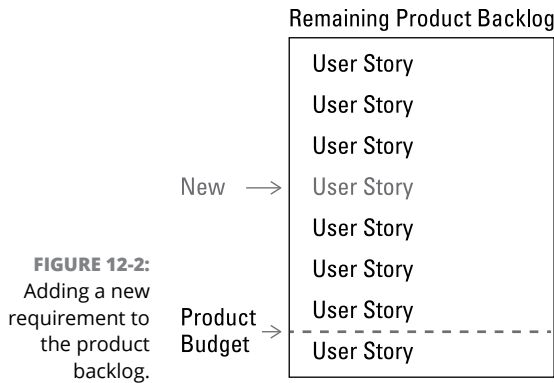 Remaining Product Backlog
User Story
User Story
User Story
New
User Story
User Story
User Story
User Story
Product
Budget
User Story
FIGURE 12-2:
Adding a new
requirement to
the product
backlog.